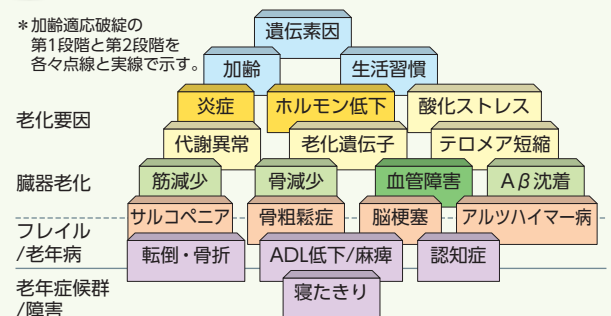 ＊加齢適応破綻の
第1段階と第2段階を
各々点線と実線で示す。
遺伝素因
加齢
生活習慣
老化要因
炎症
ホルモン低下
酸化ストレス
代謝異常
老化遺伝子
テロメア短縮
臓器老化
筋減少
骨減少
血管障害
Aβ沈着
サルコペニア
骨粗鬆症
脳梗塞
アルツハイマー病
フレイル
/老年病
転倒・骨折
ADL低下/麻痺
認知症
老年症候群
/障害
寝たきり